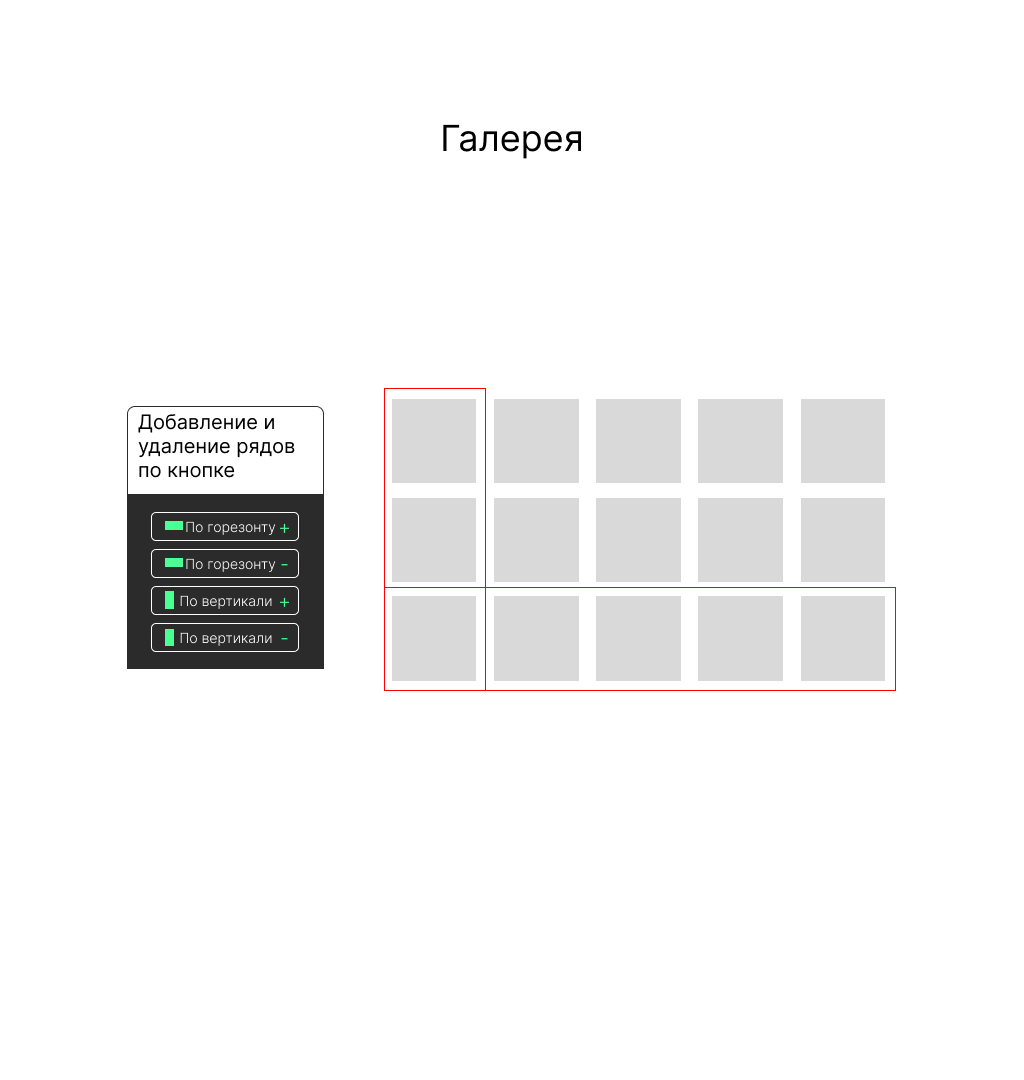 Галерея
Добавление и
удаление рядов
по кнопке
По горезонту +
По горезонту -
По вертикали +
По вертикали -